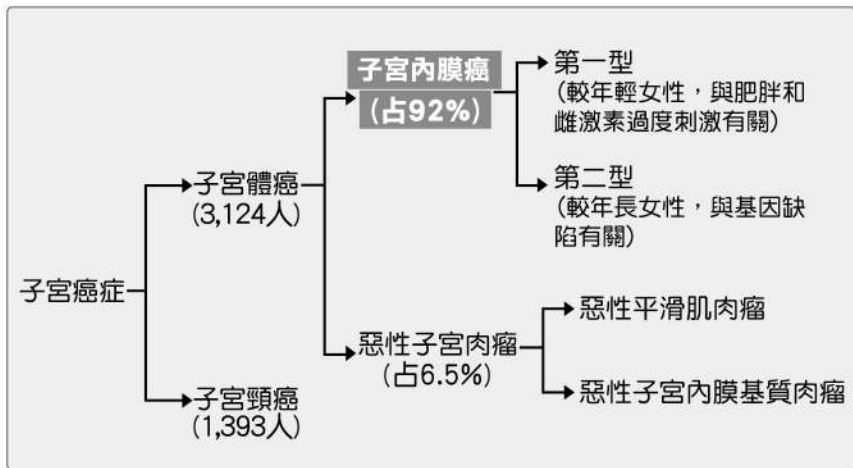 子宮癌症
子宮體癌
(3,124人)
子宮內膜癌
(占92%)
第一型
(較年輕女性,與肥胖和
雌激素過度刺激有關)
第二型
(較年長女性,與基因缺
陷有關)
惡性子宮肉瘤
(占6.5%)
惡性平滑肌肉瘤
惡性子宮內膜基質肉瘤
子宮頸癌
(1,393人)